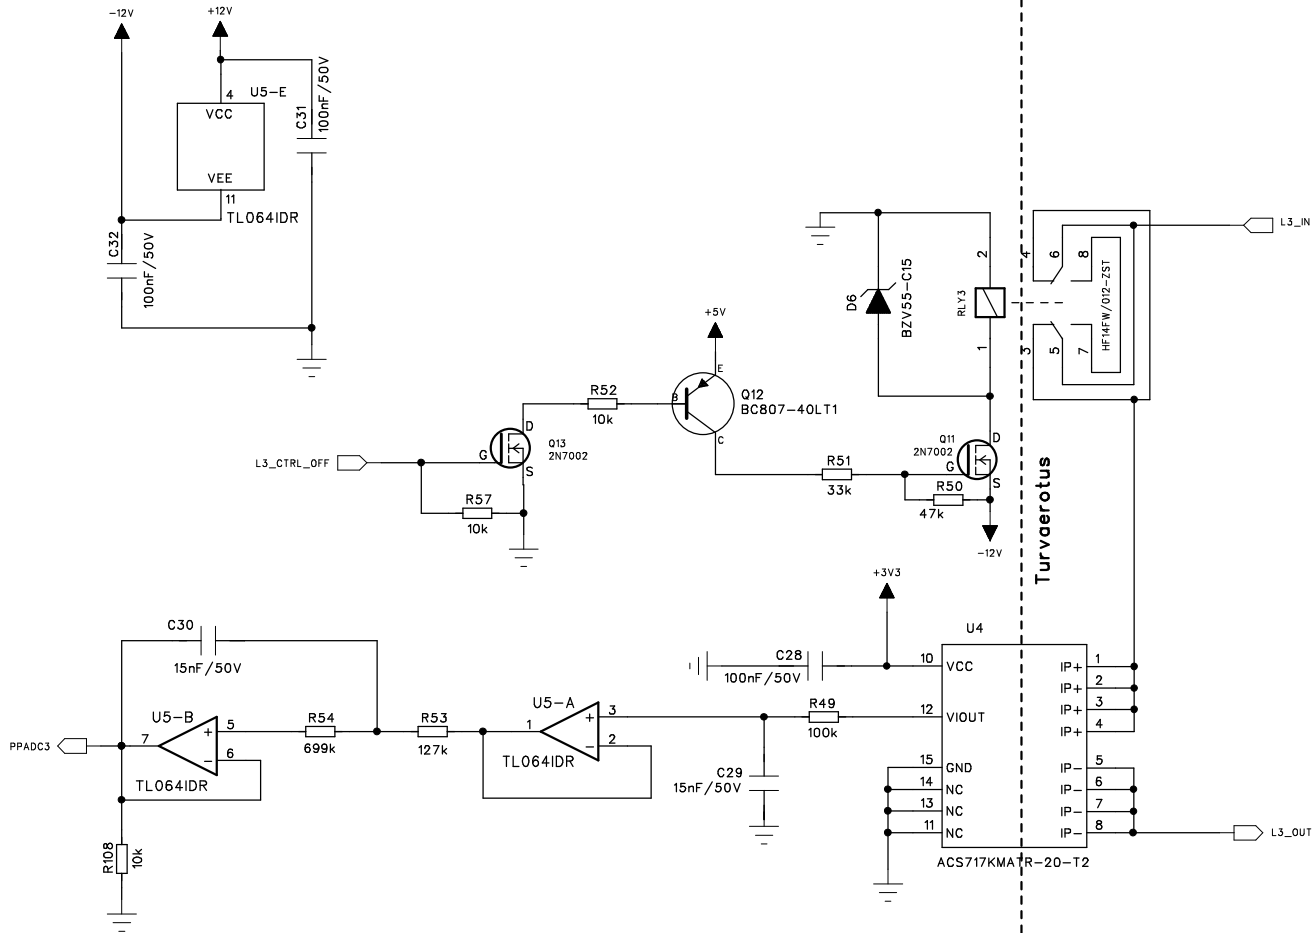 -12V
+12V
U5-E
4
VCC
VEE
11
TL064IDR
C31
100nF/50V
C32
100nF/50V
L3_IN
4
6
8
2
D6
BZV55-C15
RLY3
HF14FW/012-ZST
1
3
5
7
+5V
E
B
C
Q12
BC807-40LT1
R52
10k
D
G
S
Q13
2N7002
L3_CTRL_OFF
R57
10k
R51
33k
Q11
2N7002
D
G
S
R50
47k
-12V
Turvaerotus
+3V3
U4
C28
100nF/50V
10
VCC
IP+
1
IP+
2
12
VIOUT
IP+
3
IP+
4
15
GND
IP-
5
14
NC
IP-
6
13
NC
IP-
7
11
NC
IP-
8
ACS717KMATR-20-T2
L3_OUT
C30
15nF/50V
U5-B
5
+
6
-
7
TL064IDR
PPADC3
R54
699k
R53
127k
U5-A
1
+
3
-
2
TL064IDR
R49
100k
C29
15nF/50V
R108
10k